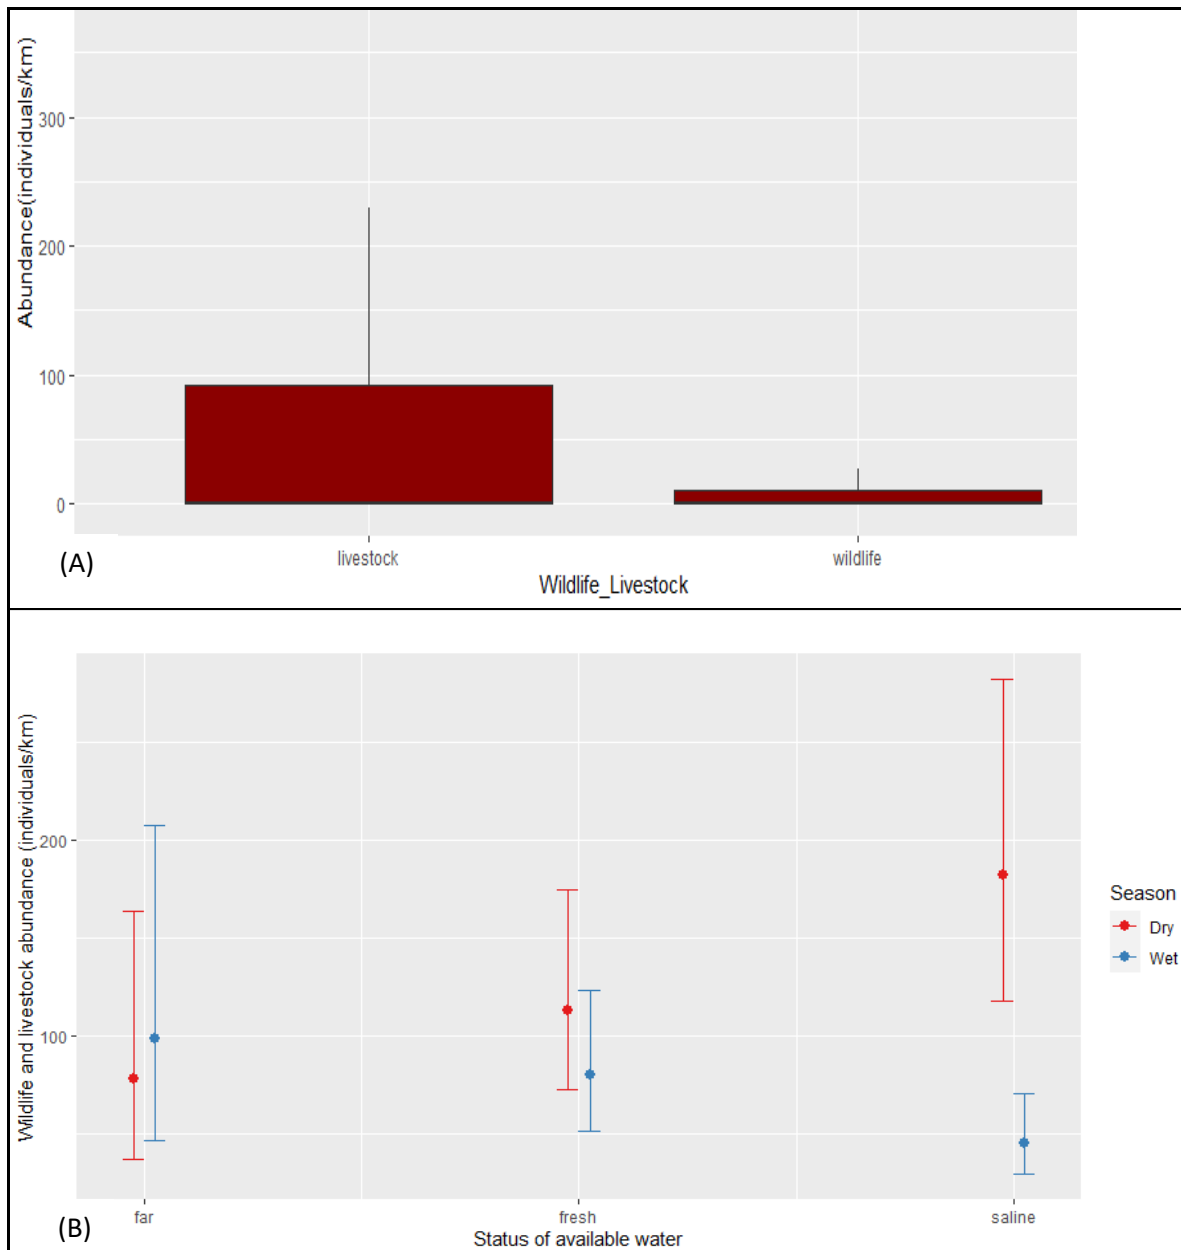 Abundance(individuals/km)
300
200
100
0
livestock
wildlife
(A)
Wildlife_Livestock
Wildlife and livestock abundance (individuals/km)
200
100
Season
Dry
Wet
far
fresh
saline
(B)
Status of available water